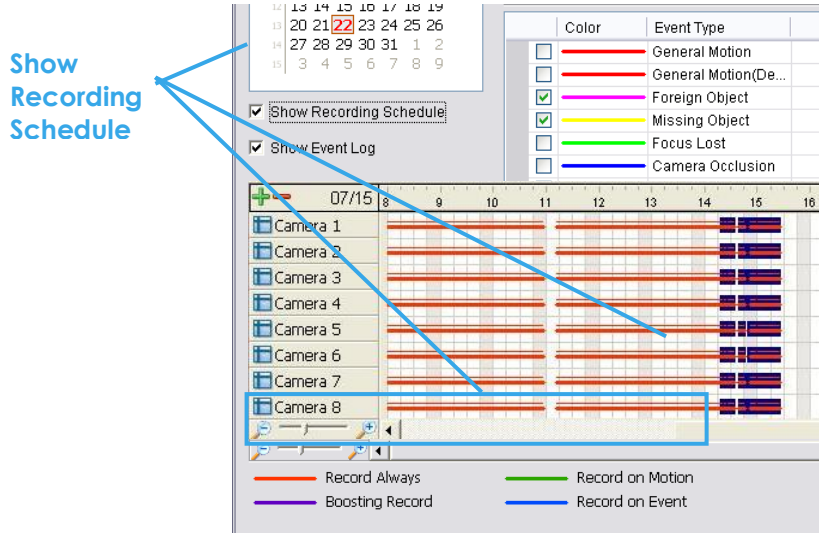 12 13 14 15 16 17 18 19
13 20 21 22 23 24 25 26
14 27 28 29 30 31 1 2
15 3 4 5 6 7 8 9
Show
Recording
Schedule
Show Recording Schedule
Show Event Log
Color Event Type
General Motion
General Motion(De...
Foreign Object
Missing Object
Focus Lost
Camera Occlusion
07/15 8 9 10 11 12 13 14 15 16
Camera 1
Camera 2
Camera 3
Camera 4
Camera 5
Camera 6
Camera 7
Camera 8
Record Always Record on Motion
Boosting Record Record on Event